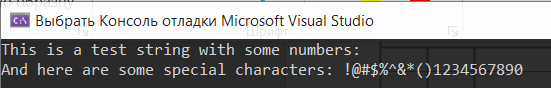 Выбрать Консоль отладки Microsoft Visual Studio
This is a test string with some numbers:
And here are some special characters: !@#$%^&*()1234567890